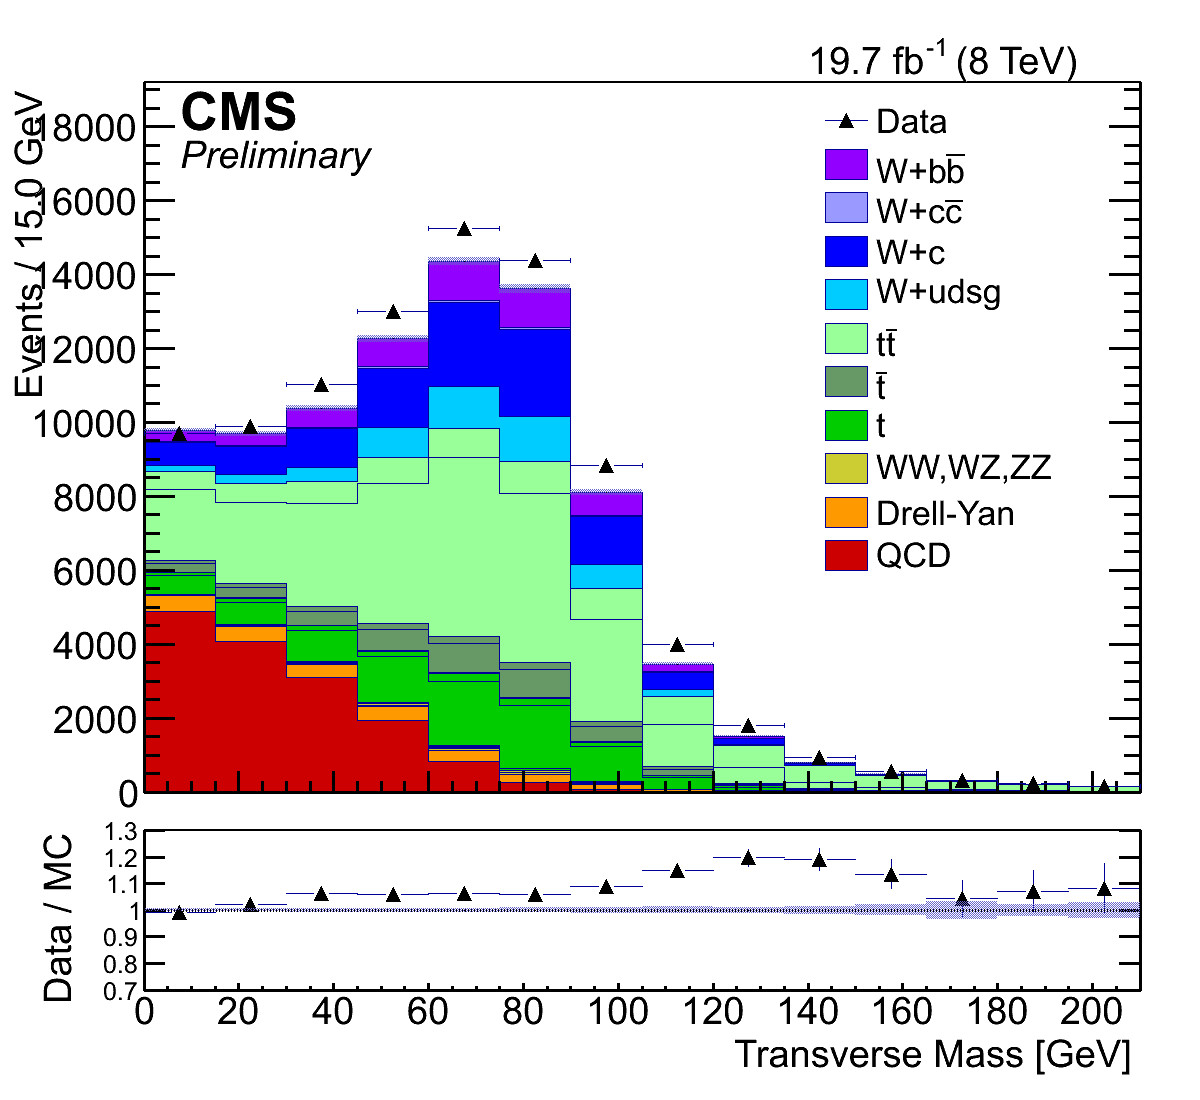 19.7 fb⁻¹ (8 TeV)
CMS
Preliminary
Events / 15.0 GeV
18000
16000
14000
12000
10000
8000
6000
4000
2000
0
Data
W+bb̅
W+cc̅
W+c
W+udsg
tt̅
t̅
t
WW,WZ,ZZ
Drell-Yan
QCD
Data / MC
1.3
1.2
1.1
1
0.9
0.8
0.7
0 20 40 60 80 100 120 140 160 180 200
Transverse Mass [GeV]